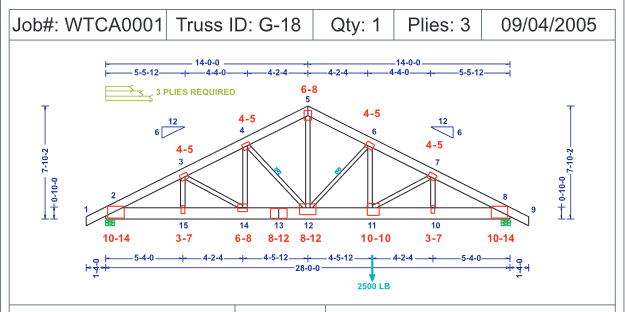 Job#: WTCA0001 Truss ID: G-18 Qty: 1 Plies: 3 09/04/2005
14-0-0 14-0-0
5-5-12 4-4-0 4-2-4 4-2-4 4-4-0 5-5-12
3 PLIES REQUIRED
6-8
5
4-5 4-5
12 12
6 4 6 6
4-5 4-5
3 7
7-10-2 0-10-0 0-10-0 7-10-2
2 8
1 9
15 14 13 12 11 10
10-14 3-7 6-8 8-12 8-12 10-10 3-7 10-14
5-4-0 4-2-4 4-5-12 4-5-12 4-2-4 5-4-0
1-4-0 28-0-0 1-4-0
2500 LB